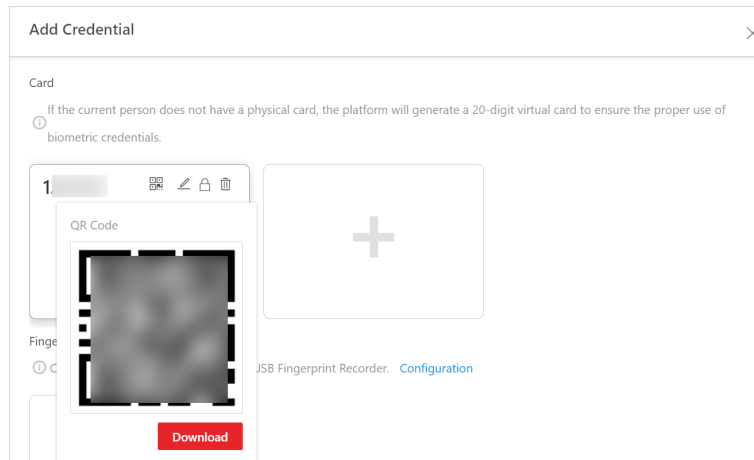 Add Credential
Card
If the current person does not have a physical card, the platform will generate a 20-digit virtual card to ensure the proper use of
biometric credentials.
QR Code
USB Fingerprint Recorder. Configuration
Download